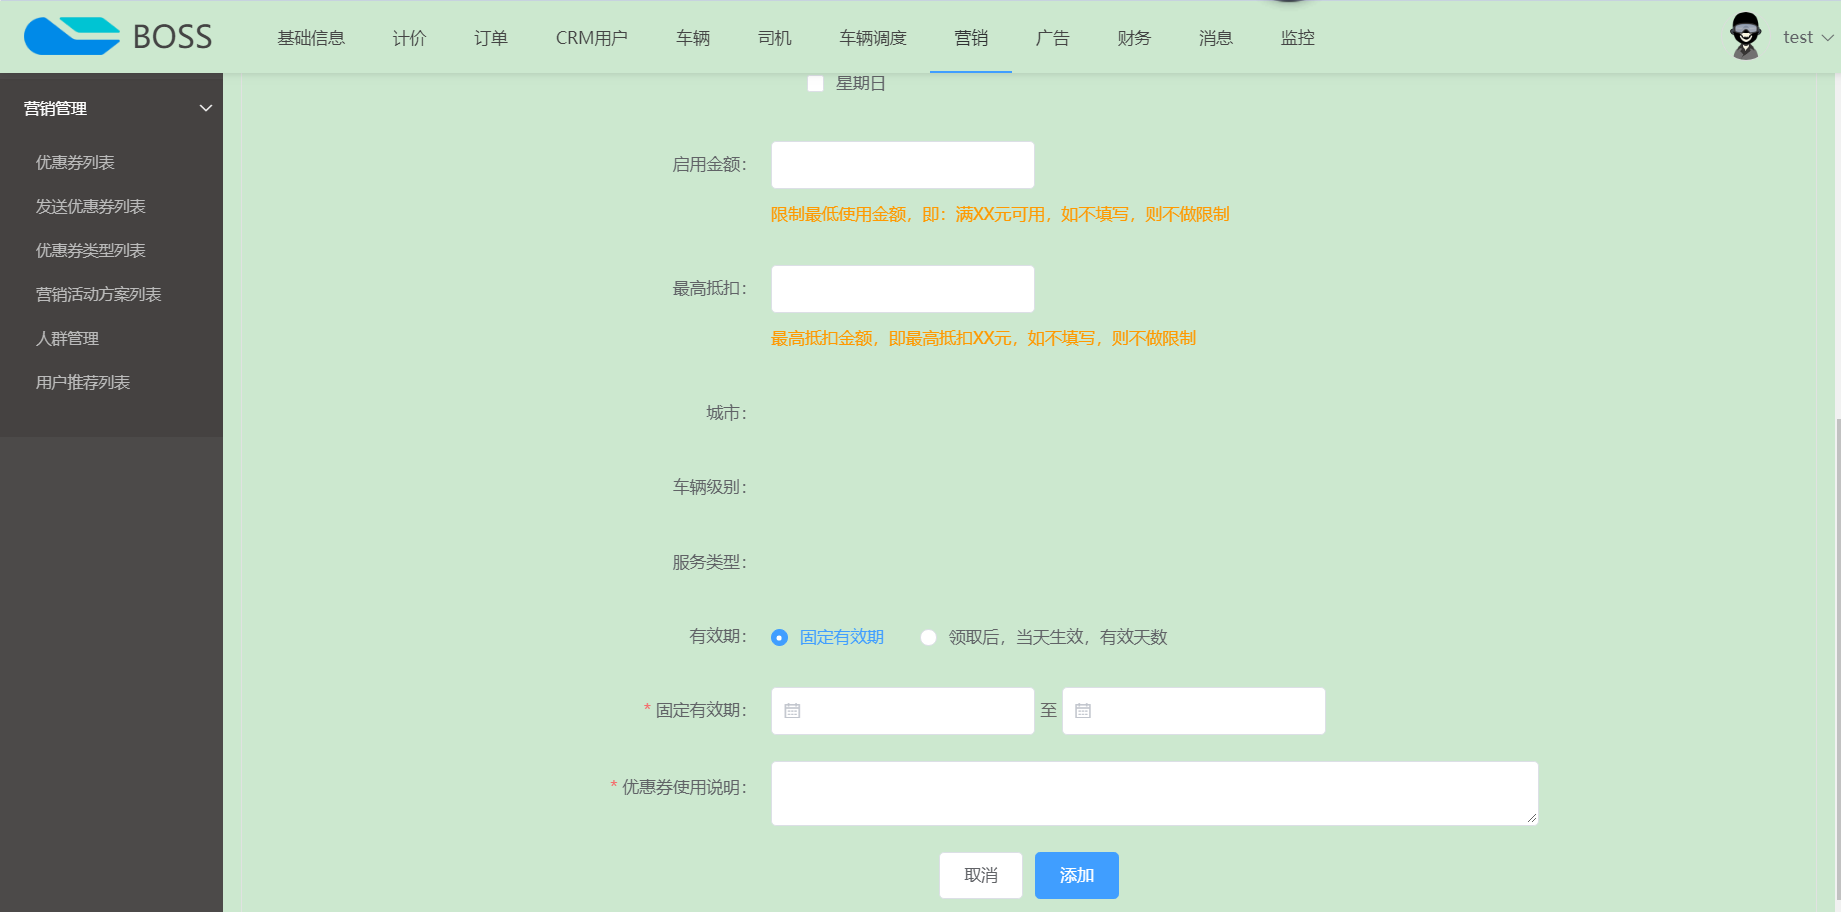 BOSS
基础信息 计价 订单 CRM用户 车辆 司机 车辆调度 营销 广告 财务 消息 监控 test
营销管理
优惠券列表
发送优惠券列表
优惠券类型列表
营销活动方案列表
人群管理
用户推荐列表
星期日
启用金额：
限制最低使用金额，即：满XX元可用，如不填写，则不做限制
最高抵扣：
最高抵扣金额，即最高抵扣XX元，如不填写，则不做限制
城市：
车辆级别：
服务类型：
有效期： 固定有效期 领取后，当天生效，有效天数
* 固定有效期： 至
* 优惠券使用说明：
取消 添加